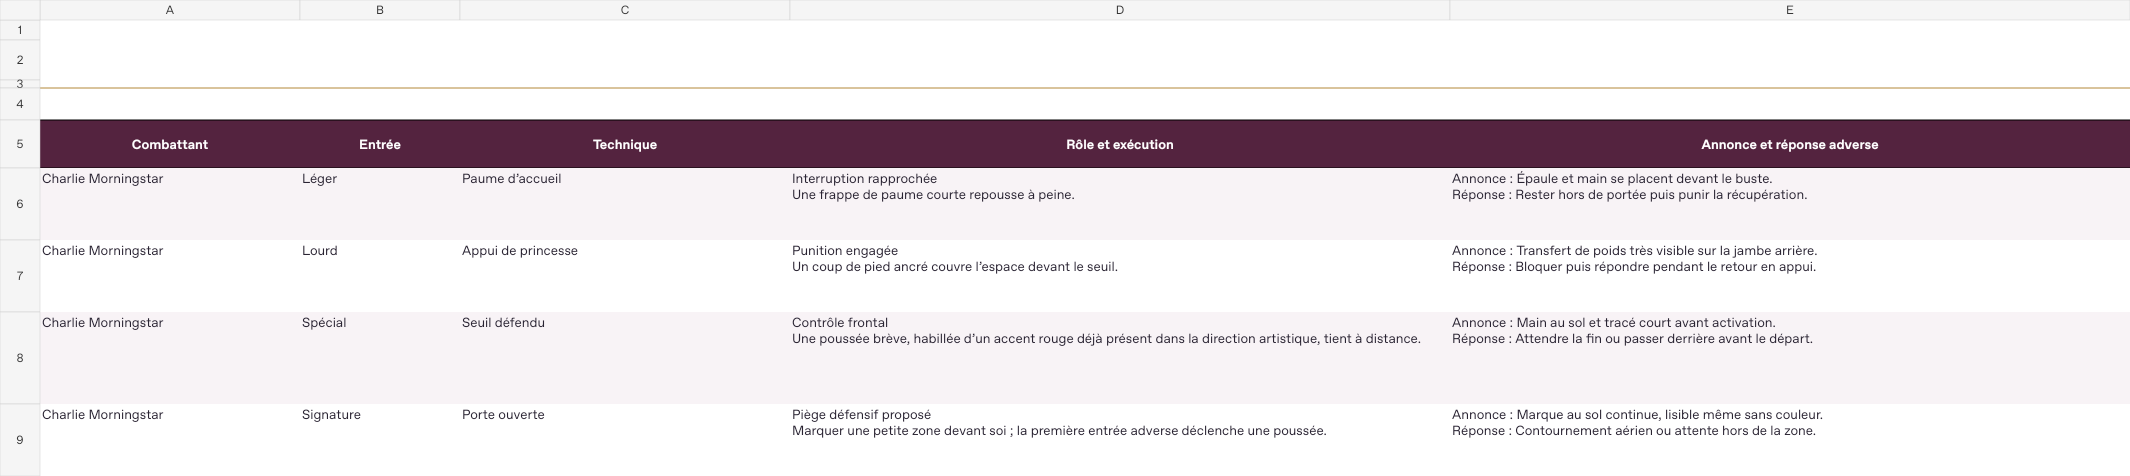 A B C D E
1
2
3
4
5 Combattant Entrée Technique Rôle et exécution Annonce et réponse adverse
6 Charlie Morningstar Léger Paume d’accueil Interruption rapprochée Annonce : Épaule et main se placent devant le buste.
Une frappe de paume courte repousse à peine. Réponse : Rester hors de portée puis punir la récupération.
7 Charlie Morningstar Lourd Appui de princesse Punition engagée Annonce : Transfert de poids très visible sur la jambe arrière.
Un coup de pied ancré couvre l’espace devant le seuil. Réponse : Bloquer puis répondre pendant le retour en appui.
8 Charlie Morningstar Spécial Seuil défendu Contrôle frontal Annonce : Main au sol et tracé court avant activation.
Une poussée brève, habillée d’un accent rouge déjà présent dans la direction artistique, tient à distance. Réponse : Attendre la fin ou passer derrière avant le départ.
9 Charlie Morningstar Signature Porte ouverte Piège défensif proposé Annonce : Marque au sol continue, lisible même sans couleur.
Marquer une petite zone devant soi ; la première entrée adverse déclenche une poussée. Réponse : Contournement aérien ou attente hors de la zone.